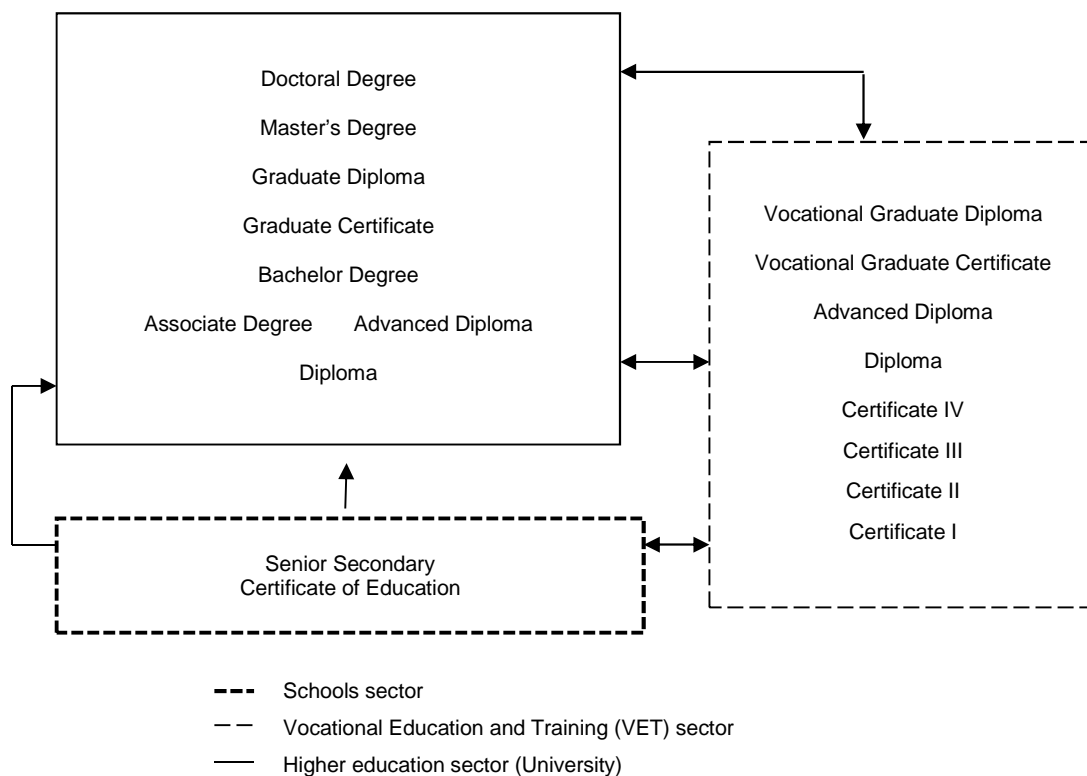 Doctoral Degree
Master's Degree
Graduate Diploma
Graduate Certificate
Bachelor Degree
Associate Degree Advanced Diploma
Diploma
Vocational Graduate Diploma
Vocational Graduate Certificate
Advanced Diploma
Diploma
Certificate IV
Certificate III
Certificate II
Certificate I
Senior Secondary
Certificate of Education
Schools sector
Vocational Education and Training (VET) sector
Higher education sector (University)